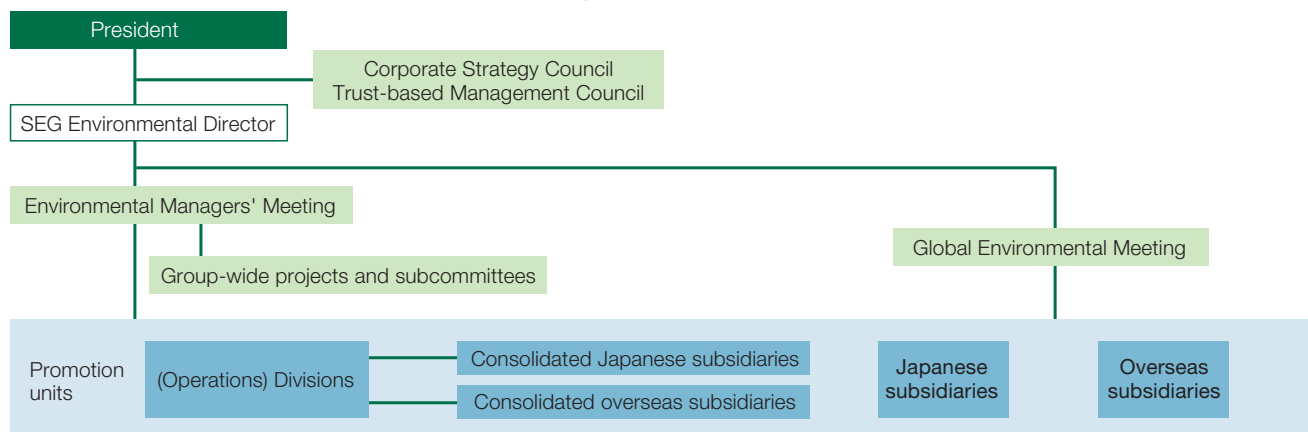 President
Corporate Strategy Council
Trust-based Management Council
SEG Environmental Director
Environmental Managers' Meeting
Global Environmental Meeting
Group-wide projects and subcommittees
Promotion
units
(Operations) Divisions
Consolidated Japanese subsidiaries
Consolidated overseas subsidiaries
Japanese
subsidiaries
Overseas
subsidiaries